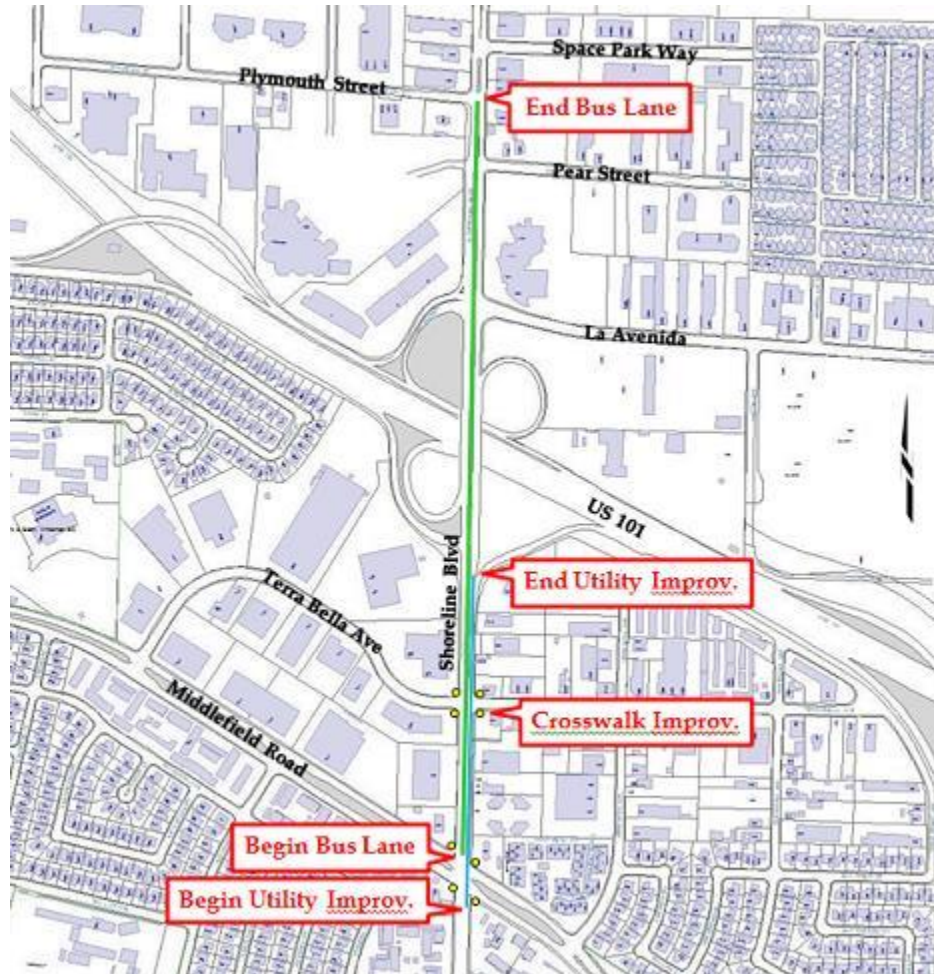 Space Park Way
Plymouth Street
End Bus Lane
Pear Street
La Avenida
US 101
Shoreline Blvd
End Utility Improv.
Terra Bella Ave
Crosswalk Improv.
Middlefield Road
Begin Bus Lane
Begin Utility Improv.